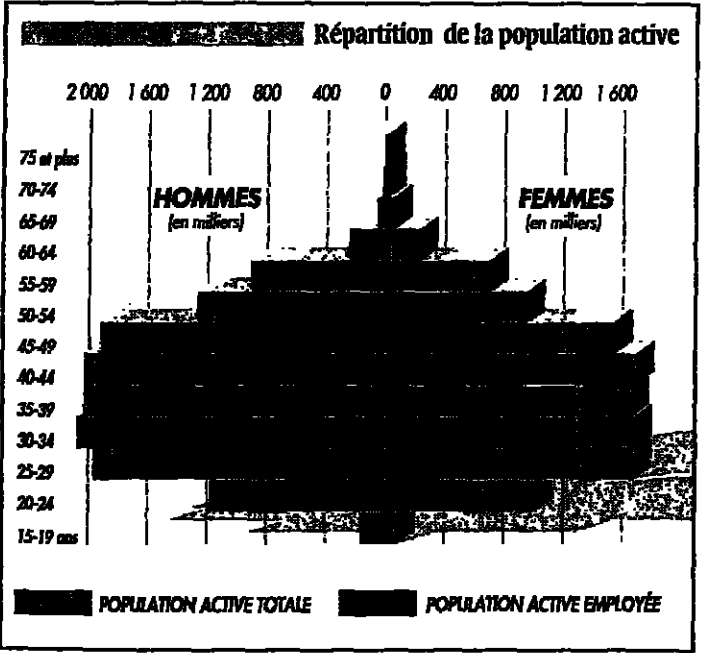 Répartition de la population active
2 000 1 600 1 200 800 400 0 400 800 1 200 1 600
75 et plus
70-74
HOMMES FEMMES
65-69
(en milliers) (en milliers)
60-64
55-59
50-54
45-49
40-44
35-39
30-34
25-29
20-24
15-19 ans
POPULATION ACTIVE TOTALE POPULATION ACTIVE EMPLOYÉE